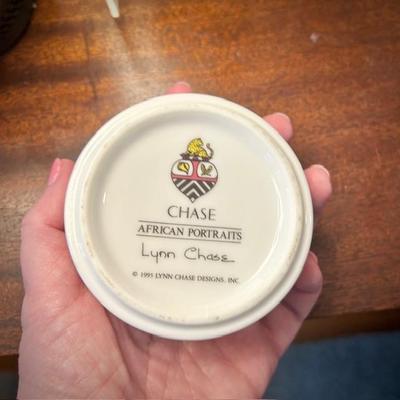 CHASE
AFRICAN PORTRAITS
Lynn Chase
© 1995 LYNN CHASE DESIGNS, INC.